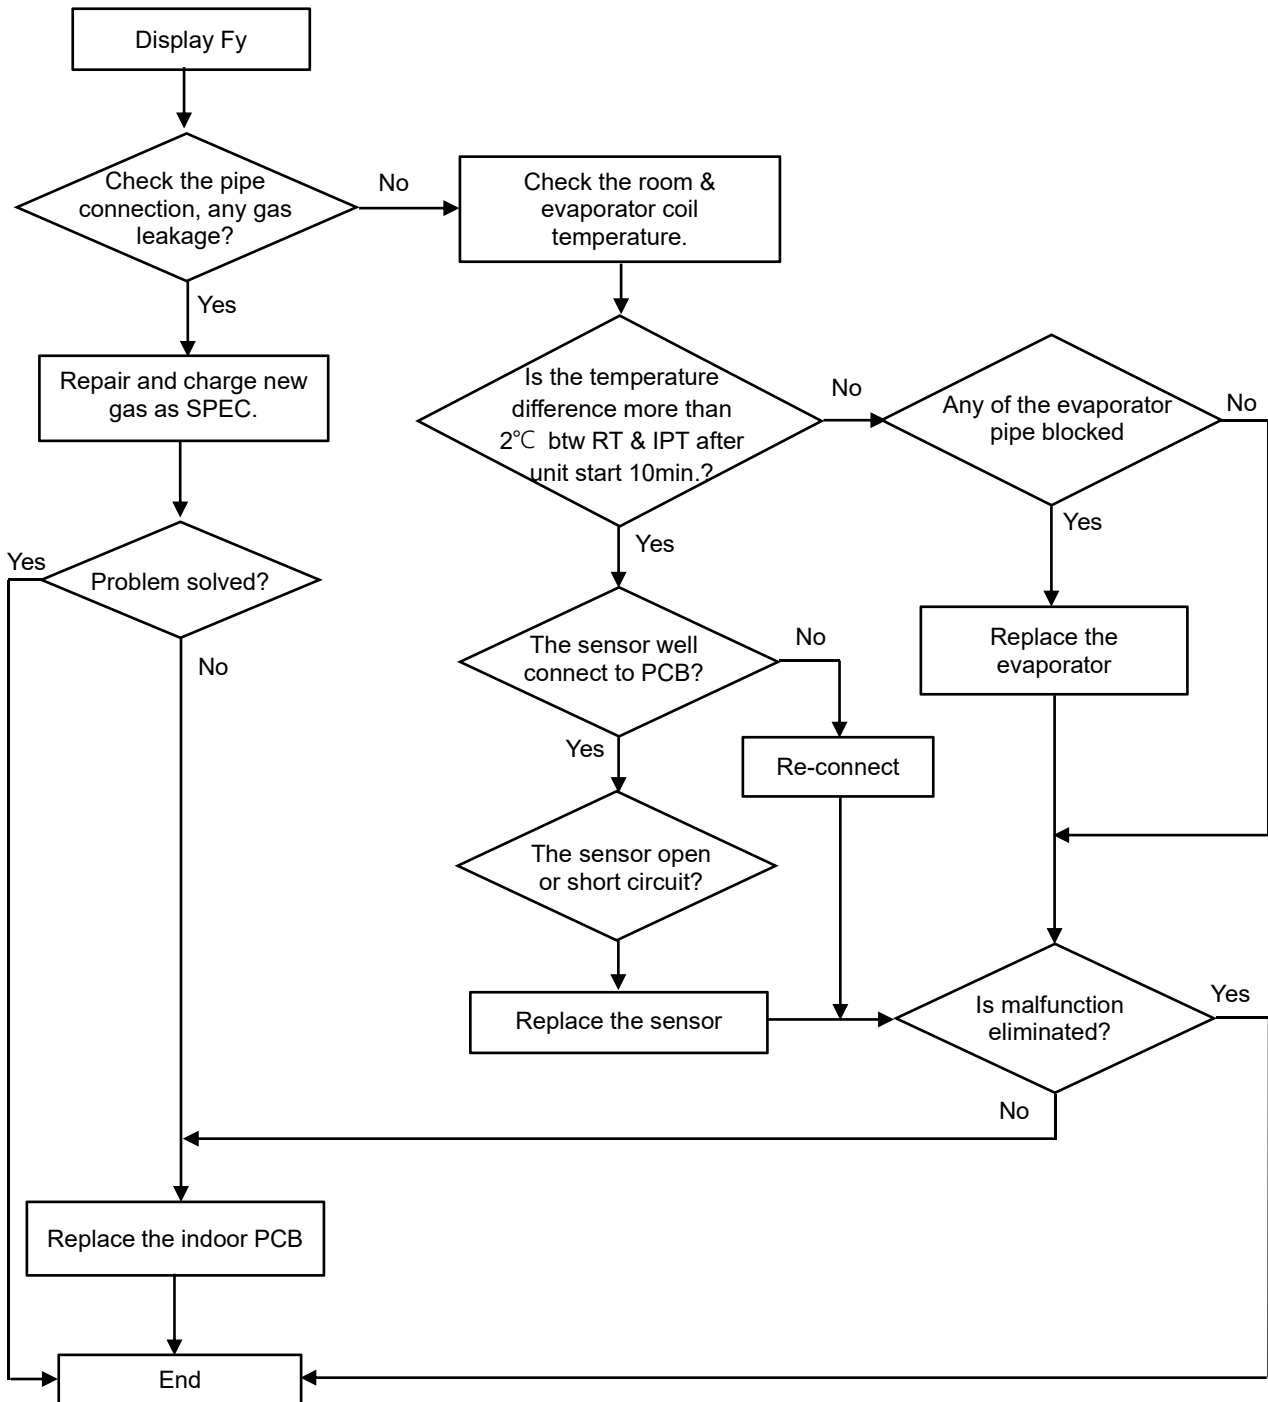 Display Fy
Check the pipe
connection, any gas
leakage?
No
Check the room &
evaporator coil
temperature.
Yes
Repair and charge new
gas as SPEC.
Is the temperature
difference more than
2℃ btw RT & IPT after
unit start 10min.?
No
Any of the evaporator
pipe blocked
No
Yes
Yes
Yes
Problem solved?
No
The sensor well
connect to PCB?
No
Replace the
evaporator
Yes
Re-connect
The sensor open
or short circuit?
Replace the sensor
Is malfunction
eliminated?
Yes
No
Replace the indoor PCB
End